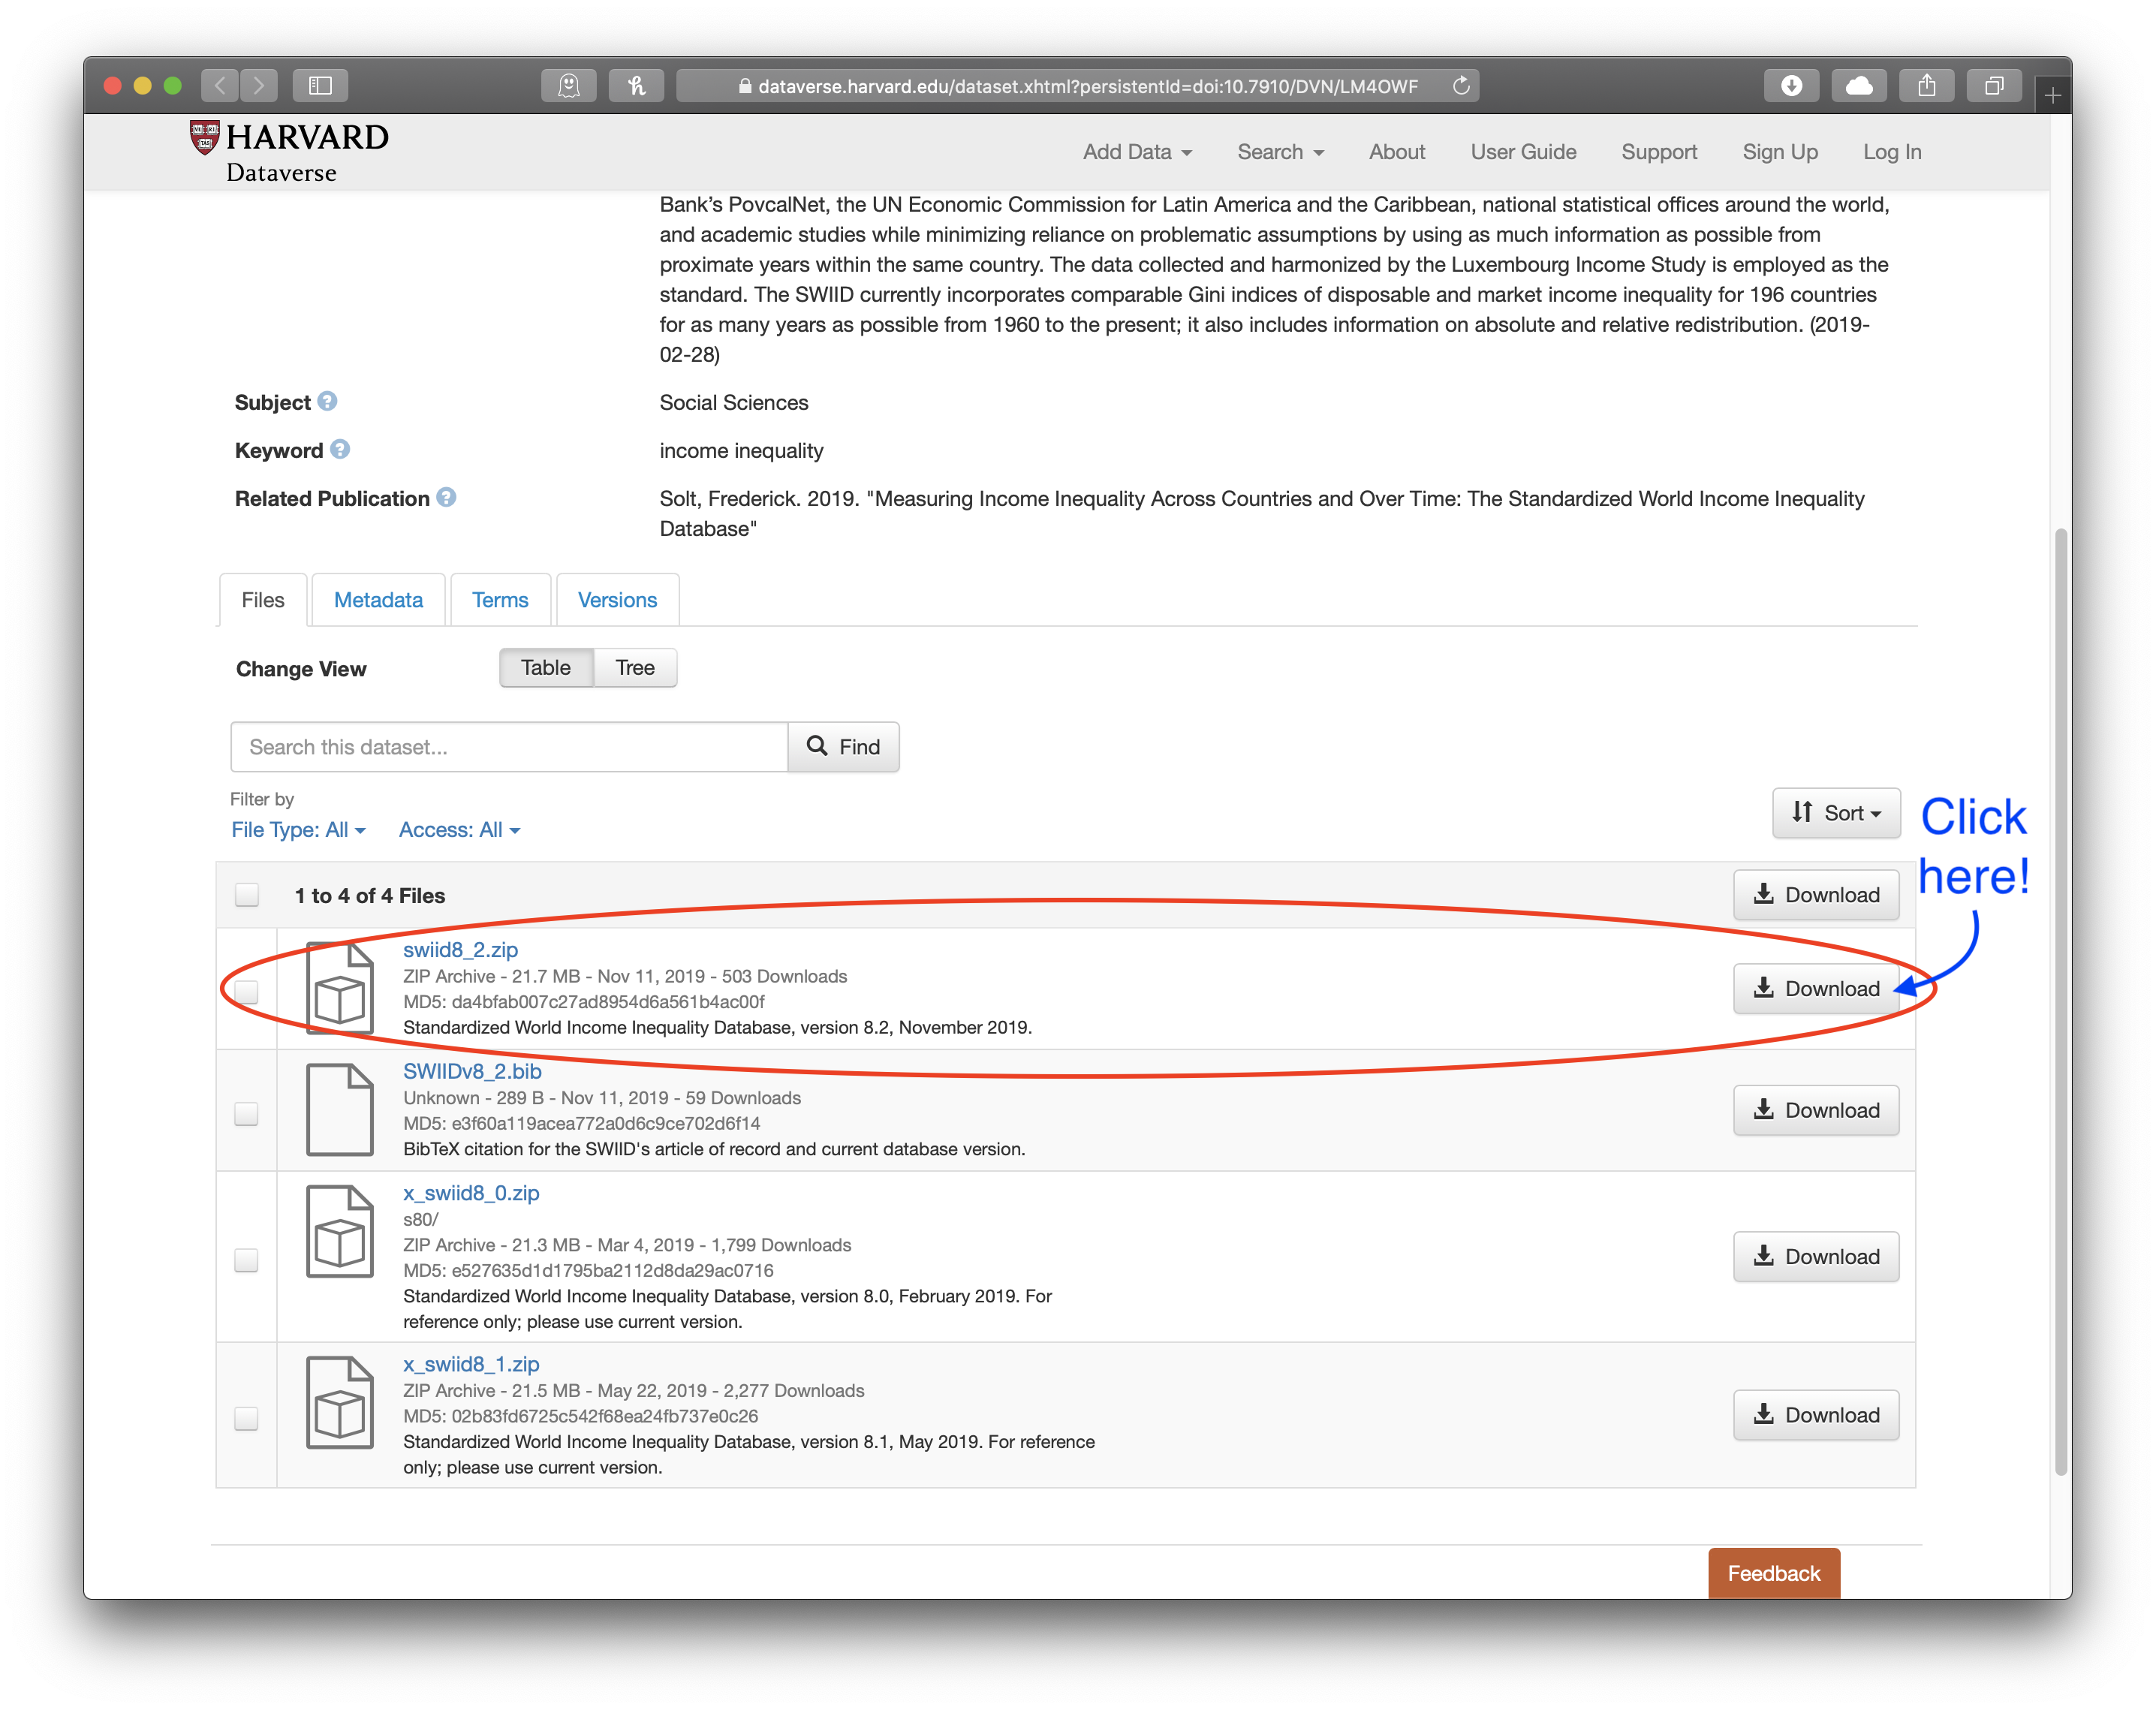 dataverse.harvard.edu/dataset.xhtml?persistentId=doi:10.7910/DVN/LM4OWF
HARVARD
Dataverse
Add Data
Search
About
User Guide
Support
Sign Up
Log In
Bank’s PovcalNet, the UN Economic Commission for Latin America and the Caribbean, national statistical offices around the world,
and academic studies while minimizing reliance on problematic assumptions by using as much information as possible from
proximate years within the same country. The data collected and harmonized by the Luxembourg Income Study is employed as the
standard. The SWIID currently incorporates comparable Gini indices of disposable and market income inequality for 196 countries
for as many years as possible from 1960 to the present; it also includes information on absolute and relative redistribution. (2019-
02-28)
Subject ?
Social Sciences
Keyword ?
income inequality
Related Publication ?
Solt, Frederick. 2019. "Measuring Income Inequality Across Countries and Over Time: The Standardized World Income Inequality
Database"
Files
Metadata
Terms
Versions
Change View
Table
Tree
Search this dataset...
Find
Filter by
File Type: All
Access: All
Sort
Click
here!
1 to 4 of 4 Files
Download
swiid8_2.zip
ZIP Archive - 21.7 MB - Nov 11, 2019 - 503 Downloads
MD5: da4bfab007c27ad8954d6a561b4ac00f
Standardized World Income Inequality Database, version 8.2, November 2019.
Download
SWIIDv8_2.bib
Unknown - 289 B - Nov 11, 2019 - 59 Downloads
MD5: e3f60a119acea772a0d6c9ce702d6f14
BibTeX citation for the SWIID's article of record and current database version.
Download
x_swiid8_0.zip
s80/
ZIP Archive - 21.3 MB - Mar 4, 2019 - 1,799 Downloads
MD5: e527635d1d1795ba2112d8da29ac0716
Standardized World Income Inequality Database, version 8.0, February 2019. For
reference only; please use current version.
Download
x_swiid8_1.zip
ZIP Archive - 21.5 MB - May 22, 2019 - 2,277 Downloads
MD5: 02b83fd6725c542f68ea24fb737e0c26
Standardized World Income Inequality Database, version 8.1, May 2019. For reference
only; please use current version.
Download
Feedback